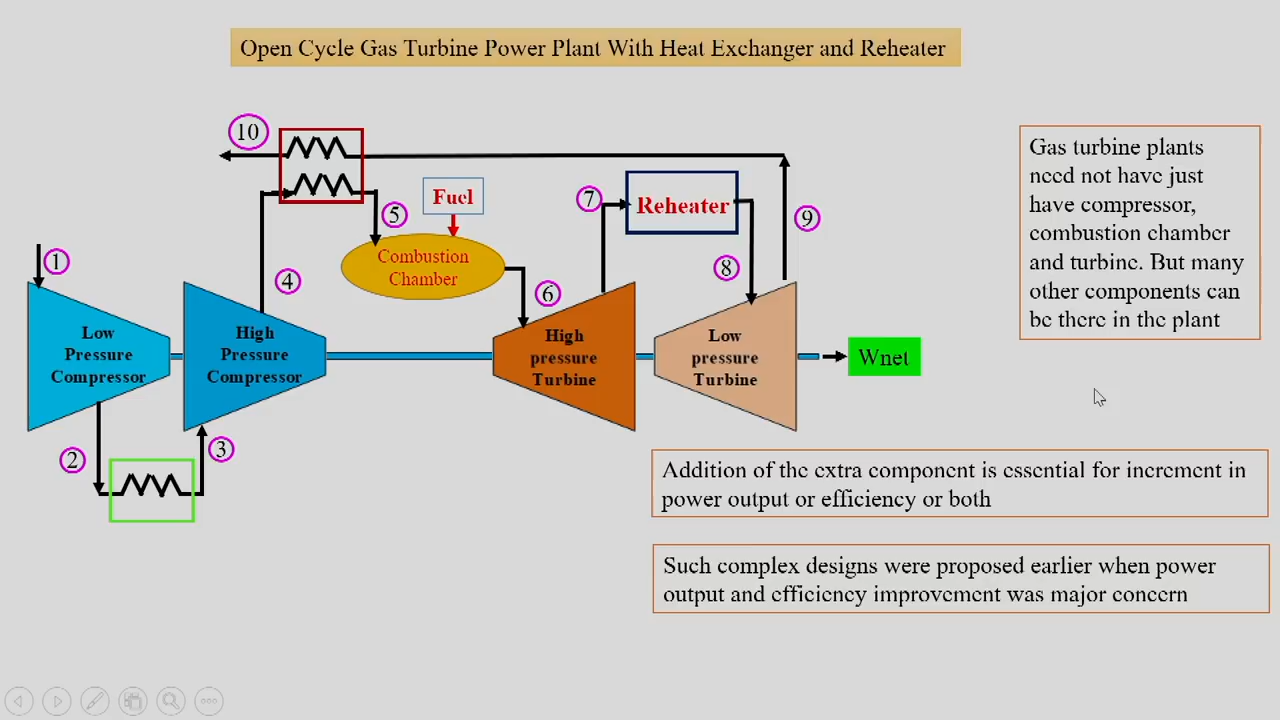 Open Cycle Gas Turbine Power Plant With Heat Exchanger and Reheater
10
Fuel
5
Combustion
Chamber
7
Reheater
9
8
1
4
6
Low
Pressure
Compressor
High
Pressure
Compressor
High
pressure
Turbine
Low
pressure
Turbine
Wnet
2
3
Gas turbine plants
need not have just
have compressor,
combustion chamber
and turbine. But many
other components can
be there in the plant
Addition of the extra component is essential for increment in
power output or efficiency or both
Such complex designs were proposed earlier when power
output and efficiency improvement was major concern